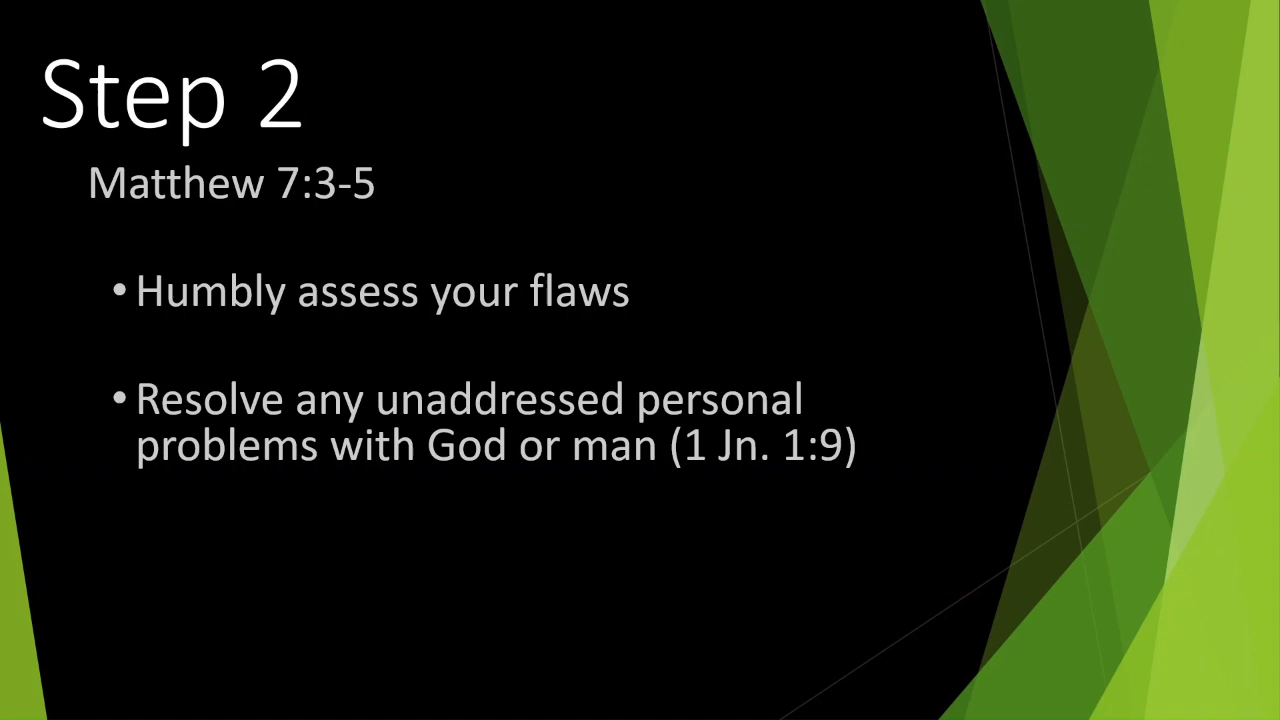 Step 2
Matthew 7:3-5
• Humbly assess your flaws
• Resolve any unaddressed personal
problems with God or man (1 Jn. 1:9)